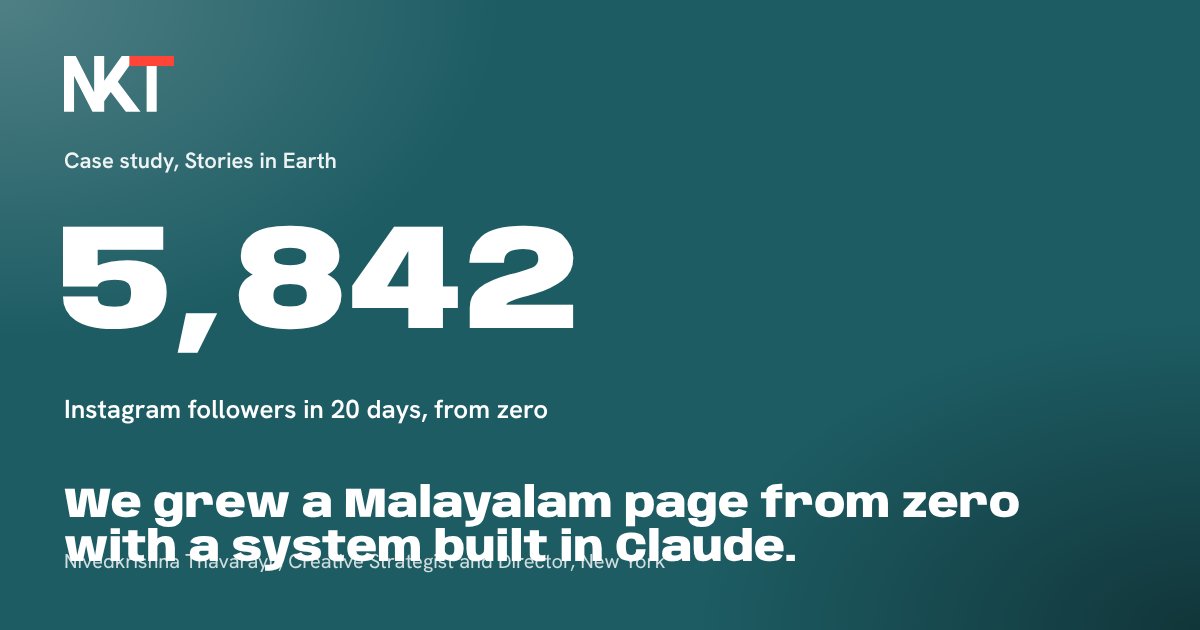 NKT
Case study, Stories in Earth
5,842
Instagram followers in 20 days, from zero
We grew a Malayalam page from zero
with a system built in Claude.
Nivedkrishna Thavarayil, Creative Strategist and Director, New York